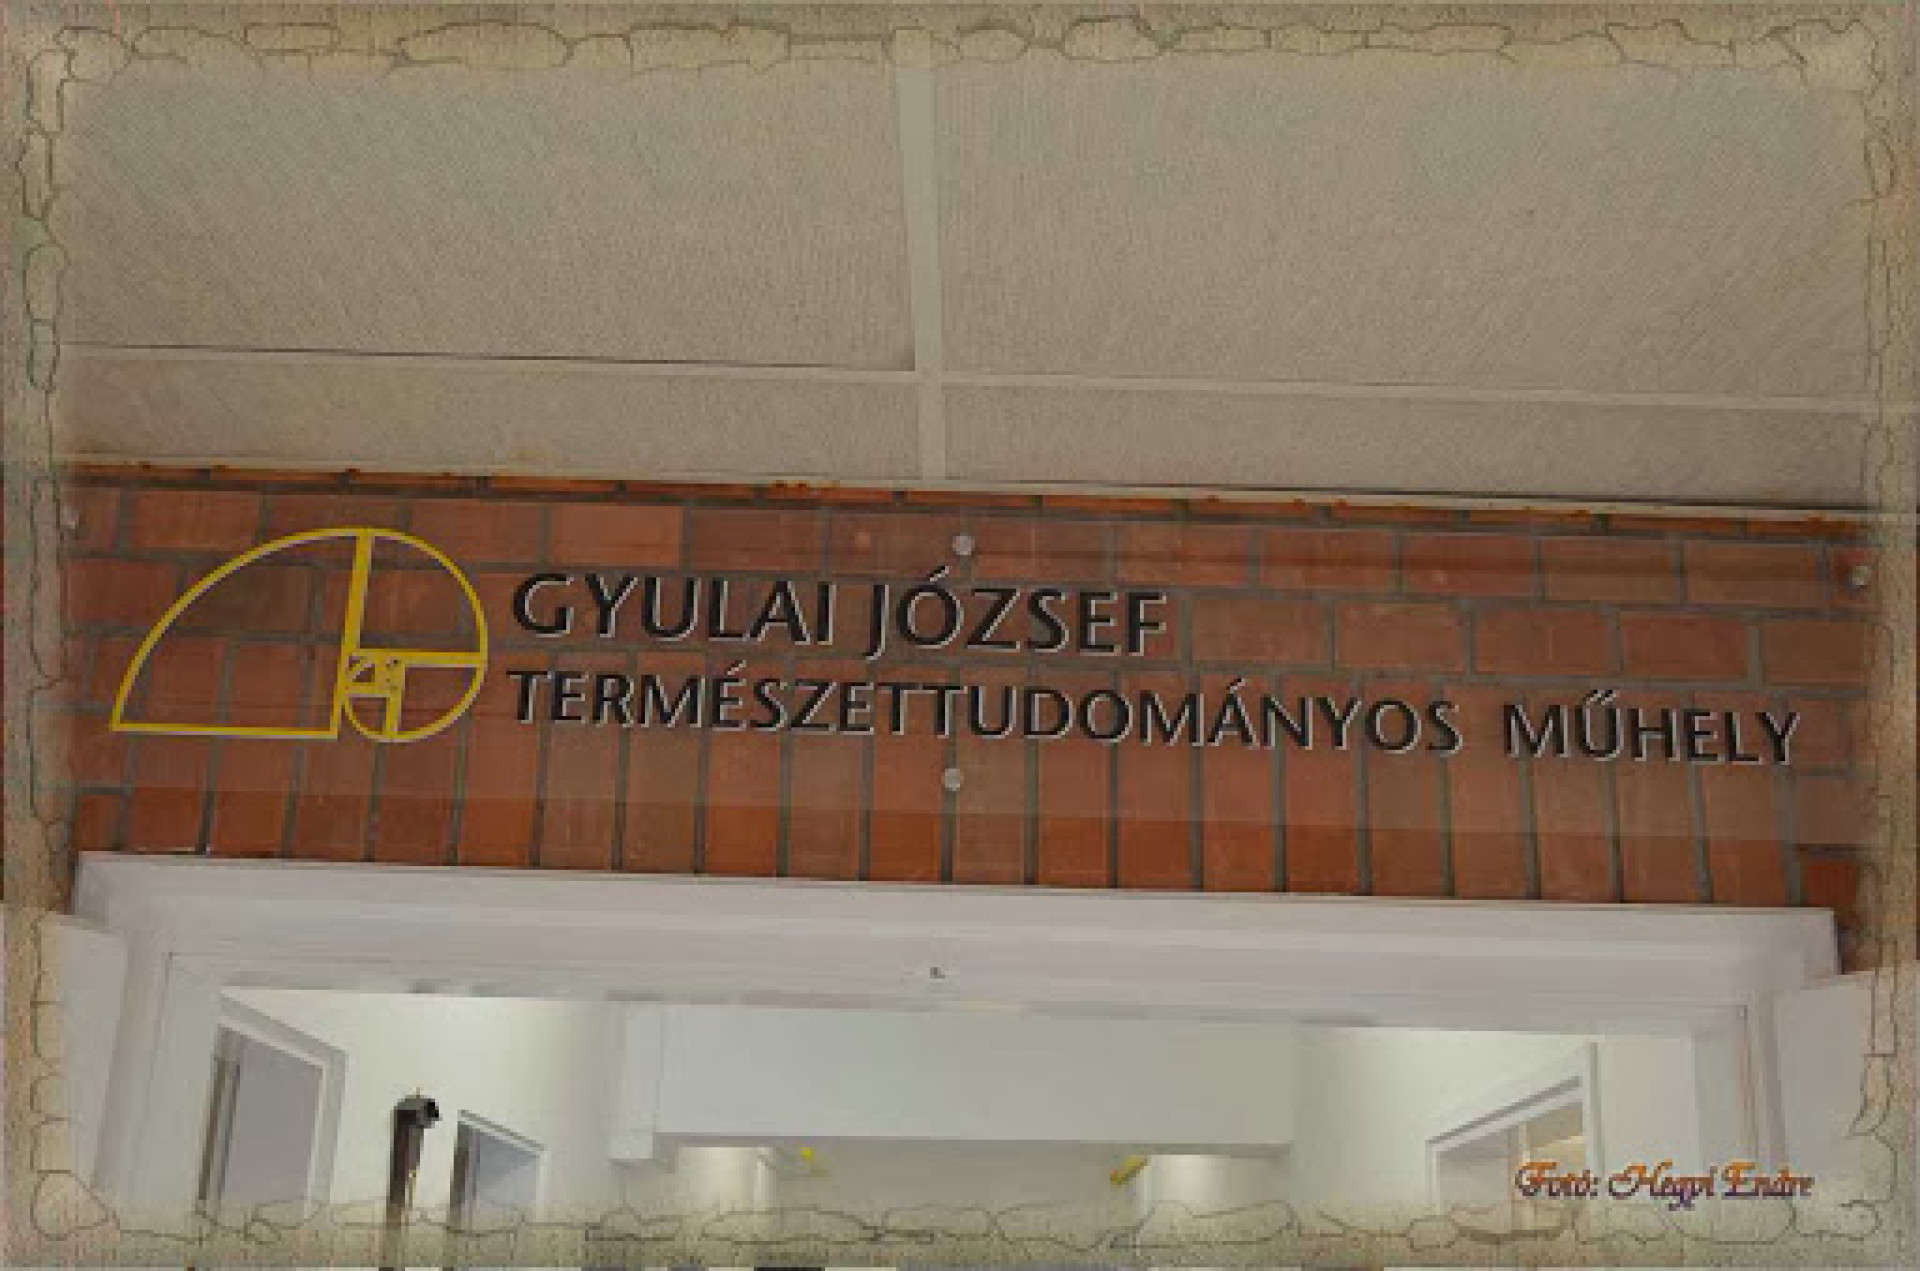 GYULAI JÓZSEF
TERMÉSZETTUDOMÁNYOS MŰHELY
Fotó: Hegyi Endre